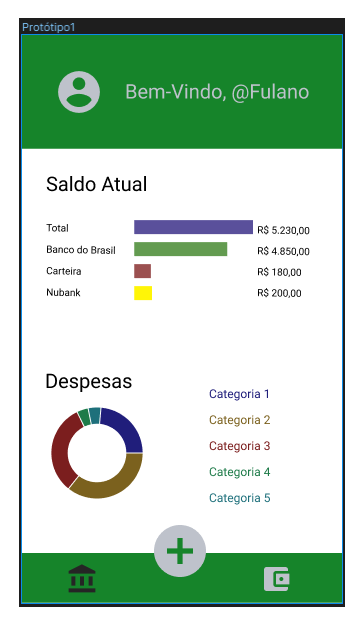 Protótipo1
Bem-Vindo, @Fulano
Saldo Atual
Total R$ 5.230,00
Banco do Brasil R$ 4.850,00
Carteira R$ 180,00
Nubank R$ 200,00
Despesas
Categoria 1
Categoria 2
Categoria 3
Categoria 4
Categoria 5